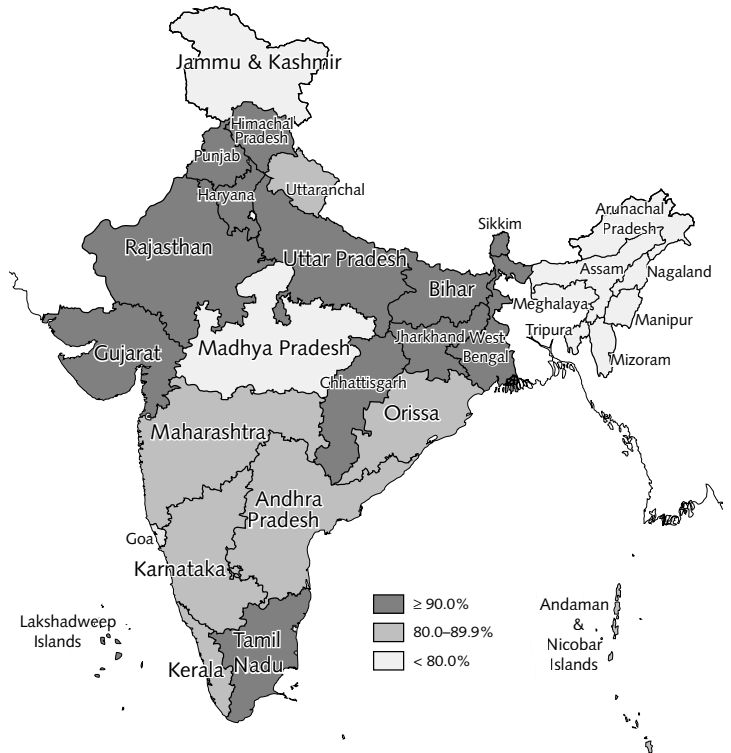 Jammu & Kashmir
Himachal
Pradesh
Punjab
Uttaranchal
Haryana
Arunachal
Pradesh
Sikkim
Rajasthan
Uttar Pradesh
Assam
Nagaland
Bihar
Meghalaya
Manipur
Tripura
Jharkhand
West
Bengal
Gujarat
Madhya Pradesh
Mizoram
Chhattisgarh
Orissa
Maharashtra
Andhra
Pradesh
Goa
Karnataka
≥ 90.0%
80.0–89.9%
< 80.0%
Andaman
&
Nicobar
Islands
Lakshadweep
Islands
Tamil
Nadu
Kerala